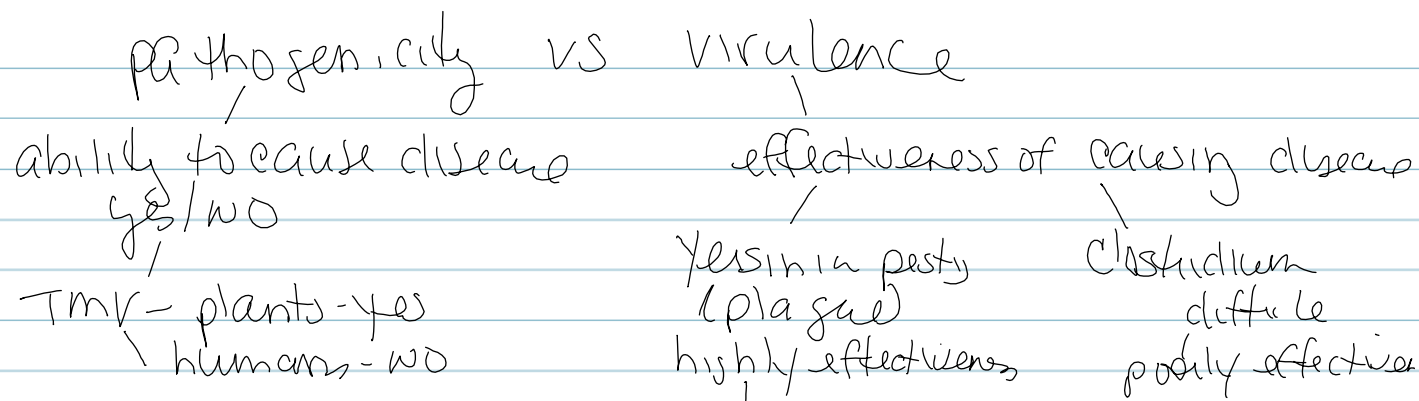 pathogenicity vs virulence
ability to cause disease effectiveness of causing disease
yes/NO
Yersinia pestis Clostridium
TMV - plants - yes (plague) difficile
humans - NO highly effectiveness poorly effective